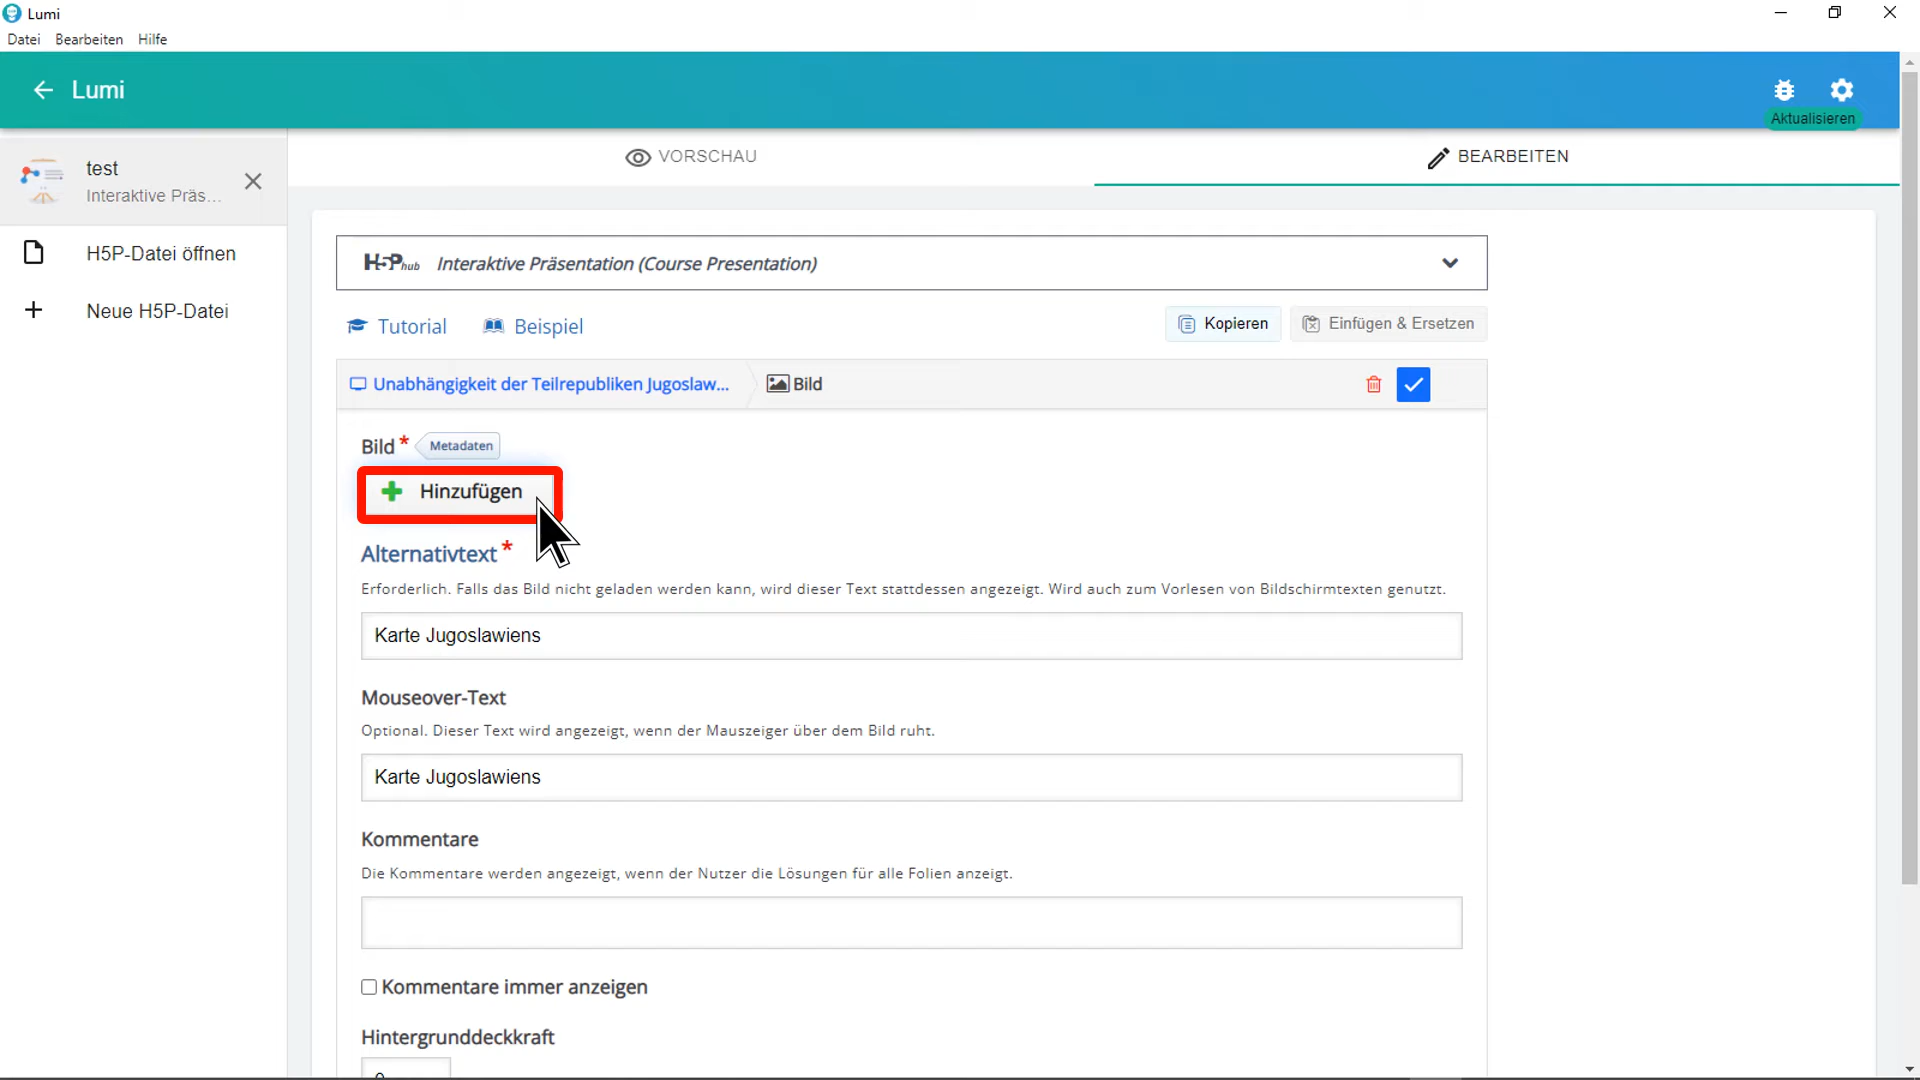 Lumi
Datei Bearbeiten Hilfe
Lumi
Aktualisieren
test
Interaktive Präs...
H5P-Datei öffnen
Neue H5P-Datei
VORSCHAU
BEARBEITEN
H5P hub Interaktive Präsentation (Course Presentation)
Tutorial Beispiel
Kopieren Einfügen & Ersetzen
Unabhängigkeit der Teilrepubliken Jugoslaw... Bild
Bild * Metadaten
Hinzufügen
Alternativtext *
Erforderlich. Falls das Bild nicht geladen werden kann, wird dieser Text stattdessen angezeigt. Wird auch zum Vorlesen von Bildschirmtexten genutzt.
Karte Jugoslawiens
Mouseover-Text
Optional. Dieser Text wird angezeigt, wenn der Mauszeiger über dem Bild ruht.
Karte Jugoslawiens
Kommentare
Die Kommentare werden angezeigt, wenn der Nutzer die Lösungen für alle Folien anzeigt.
Kommentare immer anzeigen
Hintergrunddeckkraft